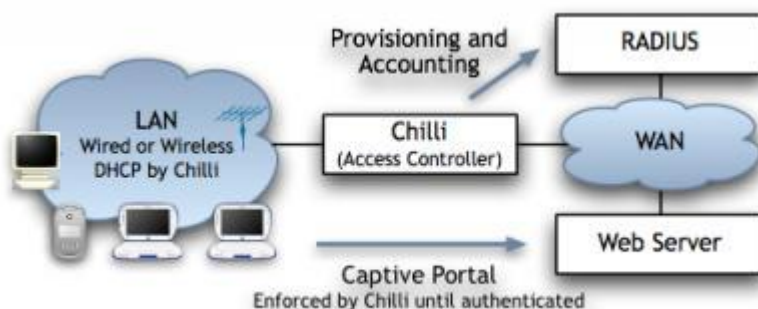 Provisioning and
Accounting
RADIUS
LAN
Wired or Wireless
DHCP by Chilli
Chilli
(Access Controller)
WAN
Web Server
Captive Portal
Enforced by Chilli until authenticated